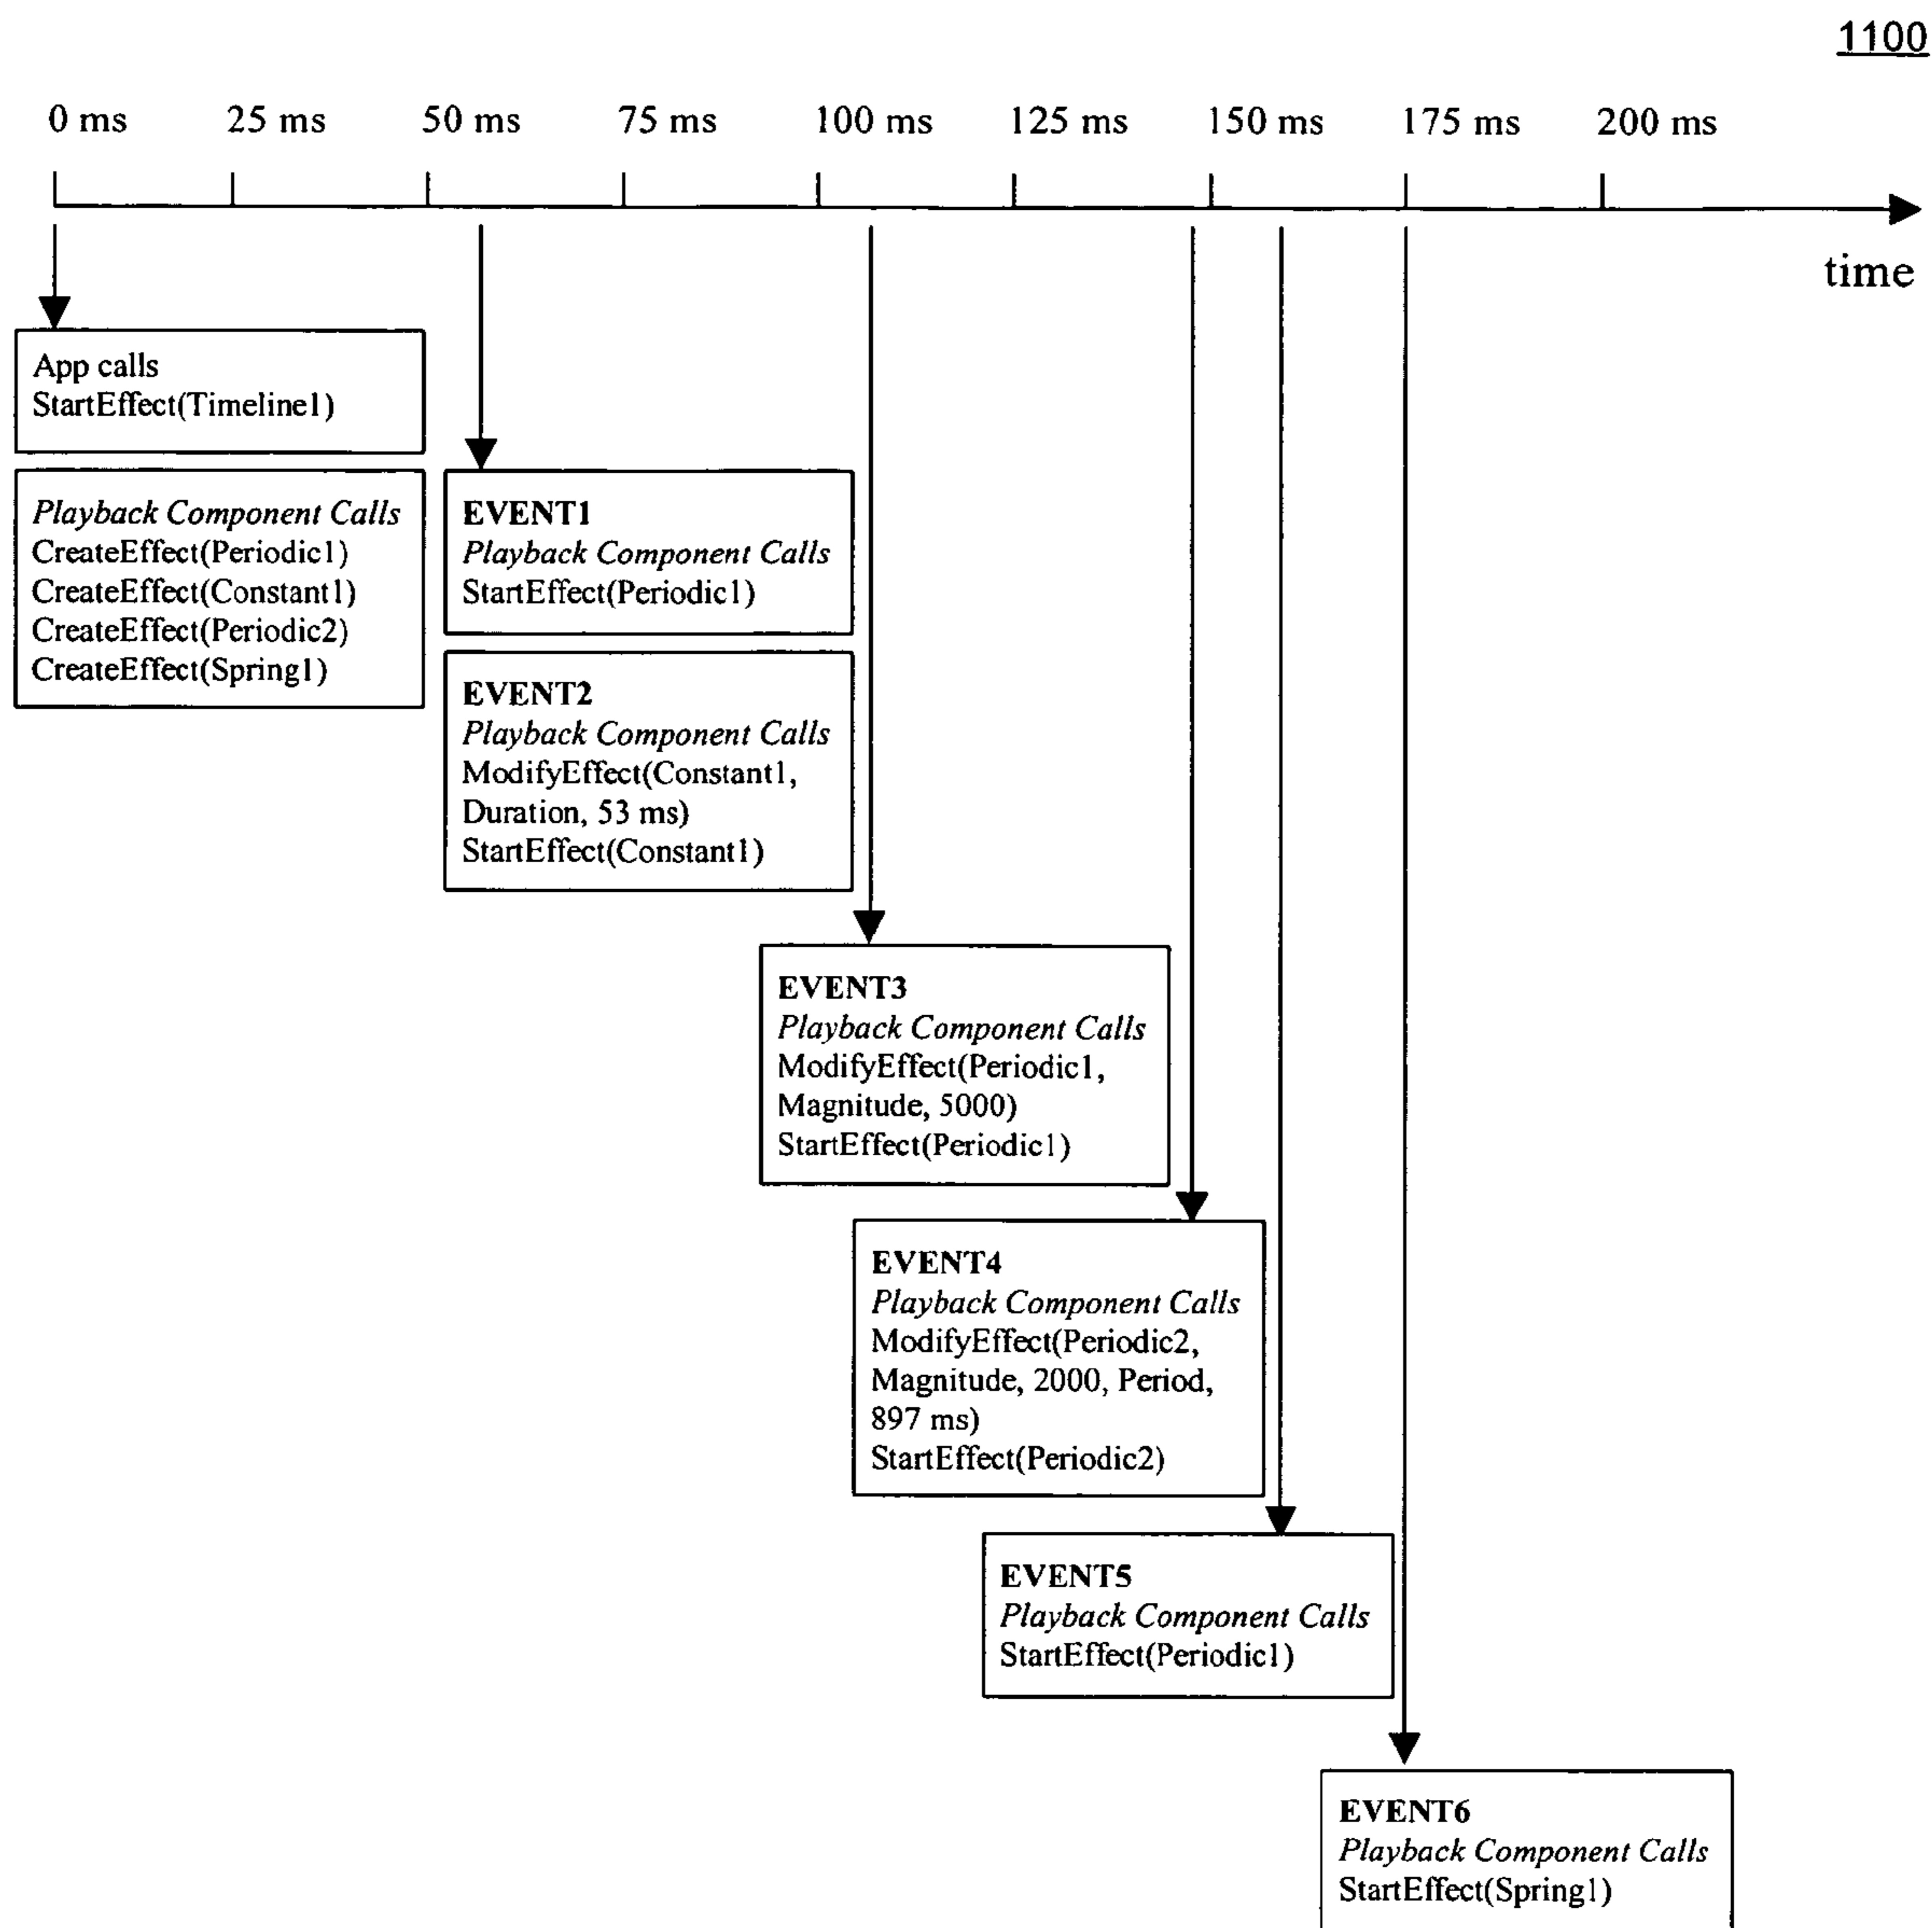 1100
0 ms 25 ms 50 ms 75 ms 100 ms 125 ms 150 ms 175 ms 200 ms
time
App calls
StartEffect(Timeline1)
Playback Component Calls
CreateEffect(Periodic1)
CreateEffect(Constant1)
CreateEffect(Periodic2)
CreateEffect(Spring1)
EVENT1
Playback Component Calls
StartEffect(Periodic1)
EVENT2
Playback Component Calls
ModifyEffect(Constant1,
Duration, 53 ms)
StartEffect(Constant1)
EVENT3
Playback Component Calls
ModifyEffect(Periodic1,
Magnitude, 5000)
StartEffect(Periodic1)
EVENT4
Playback Component Calls
ModifyEffect(Periodic2,
Magnitude, 2000, Period,
897 ms)
StartEffect(Periodic2)
EVENT5
Playback Component Calls
StartEffect(Periodic1)
EVENT6
Playback Component Calls
StartEffect(Spring1)